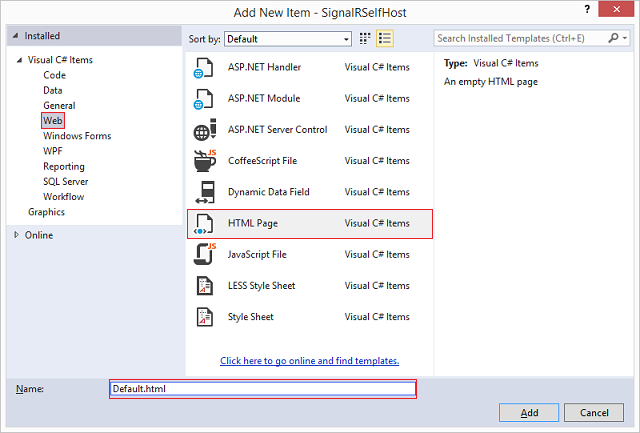 Add New Item - SignalRSelfHost
?
Installed
Sort by: Default
Search Installed Templates (Ctrl+E)
Visual C# Items
Code
Data
General
Web
Windows Forms
WPF
Reporting
SQL Server
Workflow
Graphics
Online
ASP.NET Handler Visual C# Items
ASP.NET Module Visual C# Items
ASP.NET Server Control Visual C# Items
JS
CoffeeScript File Visual C# Items
Dynamic Data Field Visual C# Items
HTML Page Visual C# Items
JS
JavaScript File Visual C# Items
LESS Style Sheet Visual C# Items
Style Sheet Visual C# Items
Click here to go online and find templates.
Type: Visual C# Items
An empty HTML page
Name: Default.html
Add Cancel